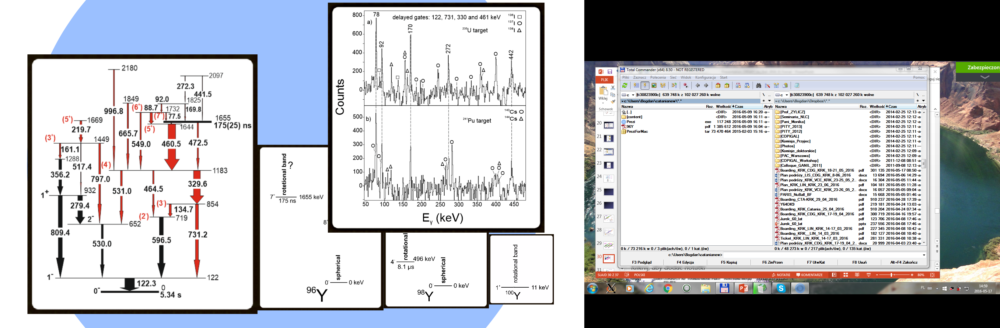 2180
2097
272.3
441.5
1849
(6⁺)
92.0
1825
996.8
88.7
1732
169.8
(7⁺)
77.5
1655
175(25) ns
(5⁺)
1669
1644
(5⁺)
219.7
665.7
549.0
460.5
472.5
(3⁺)
1449
161.1
1288
517.4
(4⁻)
1183
356.2
797.0
531.0
464.5
329.6
1⁺
932
(3⁻)
854
279.4
134.7
2⁻
652
(2⁻)
719
809.4
530.0
596.5
731.2
1⁻
122
122.3
0⁻
0
5.34 s
rotetional band
?
7⁻
175 ns
1655 keV
8⁺
spherical
0⁻
0 keV
⁹⁶Y
rotational
4⁻
496 keV
8.1 µs
spherical
0⁻
0 keV
⁹⁸Y
rotational band
1⁺
11 keV
¹⁰⁰Y
Counts
a)
delayed gates: 122, 731, 330 and 461 keV
¹³⁶I □
¹³⁷I O
¹³⁸I Δ
²³⁵U target
78
92
170
272
442
800
600
400
200
0
b)
²⁴¹Pu target
¹⁴³Cs O
¹⁴⁴Cs Δ
500
400
300
200
100
0
50 100 150 200 250 300 350 400 450
Eᵧ (keV)
Zabezpieczon
Total Commander (x64) 8.50 - NOT REGISTERED
PLIK
Pliki Zaznacz Polecenia Sieć Widok Konfiguracja Start Pomoc
guj się
Wklej
Schowek
c [ti30823900c] 639 748 k z 102 027 260 k wolne \ ..
c [ti30823900c] 639 748 k z 102 027 260 k wolne \ ..
c:\Users\Bogdan\catanianew\*.*
c:\Users\Bogdan\Dropbox\*.*
Nazwa Roz. Wielkość Czas Atryb
[..] <DIR> 2016-05-09 16:20 -a--
[content] <DIR> 2016-05-09 16:11 -a--
Prezi exe 117 248 2016-05-09 16:11 -a--
96Y pdf 1 385 612 2016-05-09 16:04 -a--
PreziForMac tar 73 470 464 2015-02-03 15:16 -a--
Nazwa Roz. Wielkość Czas Atryb
[Prof_ZYLICZ] <DIR> 2014-02-25 12:13 -a-
[Seminaria_NLC] <DIR> 2014-02-25 12:12 -a-
[Pani_Monika] <DIR> 2014-02-25 12:12 -a-
[PITY_2013] <DIR> 2014-02-25 12:11 -a-
[PITY_2012] <DIR> 2014-02-25 12:11 -a-
[COPIGAL] <DIR> 2014-02-25 12:11 -a-
[Komisja_Przyjec] <DIR> 2014-02-25 12:11 -a-
[Photos] <DIR> 2014-02-25 12:11 ---
[Komisje_doktorskie] <DIR> 2014-02-25 12:09 -a-
[PAC_Warszawa] <DIR> 2014-02-25 12:09 -a-
[COPIGAL_Workshop] <DIR> 2011-12-08 08:51 -a-
[Colloque_GANIL_2011] <DIR> 2011-09-08 12:13 -a-
Boarding_KRK_CDG_KRK_18-21_05_2016 pdf 301 135 2016-05-17 08:50 -a-
Plan podróży_LIS_CDG_KRK_8-06_2016 docx 13 694 2016-05-06 14:29 -a-
Plan podróży_KRK_VCE_KRK_23-25_05_2.. docx 16 304 2016-05-05 11:44 -a-
Plan_KRK_LIN_KRK_23_06_2016 pdf 104 181 2016-05-05 11:28 -a-
Plan podróży_KRK_VCE_KRK_23-26_05_2.. docx 16 057 2016-05-05 09:04 -a-
PARIS_NuBall_BF docx 15 668 2016-05-05 01:46 -a-
Boarding_CTA-KRK_29_04_2016 pdf 910 237 2016-04-28 17:39 -a-
Y64OK9 pdf 219 181 2016-04-24 13:03 -a-
Boarding_KRK_Catania_25_04_2016 pdf 910 204 2016-04-24 07:34 -a-
Boarding_KRK_CDG_KRK_17-19_04_2016 pdf 300 719 2016-04-16 19:57 -a-
Jurek_60_lat pdf 123 706 2016-04-08 17:46 -a-
Jurek_60_lat pptx 237 556 2016-04-08 17:46 -a-
Boarding_KRK_LIN_KRK_14-17_03_2016 pdf 227 345 2016-04-08 10:42 -a-
Boarding_KRK__LIN_14_03_2016 pdf 182 127 2016-04-08 10:40 -a-
Ticket_KRK_LIN_KRK_14-17_03_2016 pdf 281 331 2016-04-08 10:38 -a-
Plan podróży_KRK_CDG_KRK_17-19_04_2.. docx 20 999 2016-04-03 23:40 -a-
0 k / 73 216 k w 0 / 3 plik(ach/ów), 0 / 1 kat.(ów)
0 k / 48 273 k w 0 / 217 plik(ach/ów), 0 / 135 kat.(ów)
c:\Users\Bogdan\catanianew>
F3 Podgląd F4 Edycja F5 Kopiuj F6 ZmPrzen F7 UtwKat F8 Usuń Alt+F4 Zakończ
20
21
22
23
24
25
26
27
28
29
30
31
Kliknij, aby dodać notatki
SLAJD 30 Z 37 POLSKI NOTATKI KOMENTARZE 80%
PL
14:59
2016-05-17